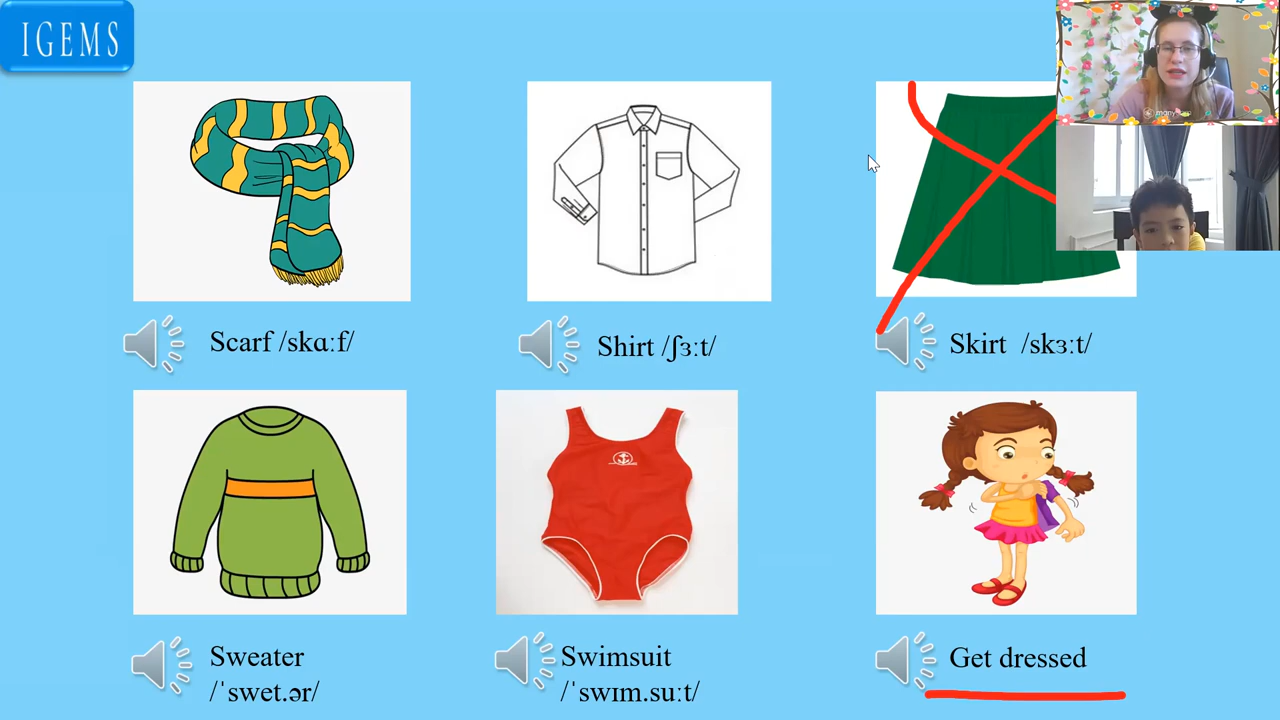 IGEMS
Scarf /skɑːf/
Shirt /ʃɜːt/
Skirt /skɜːt/
Sweater
/ˈswet.ər/
Swimsuit
/ˈswɪm.suːt/
Get dressed